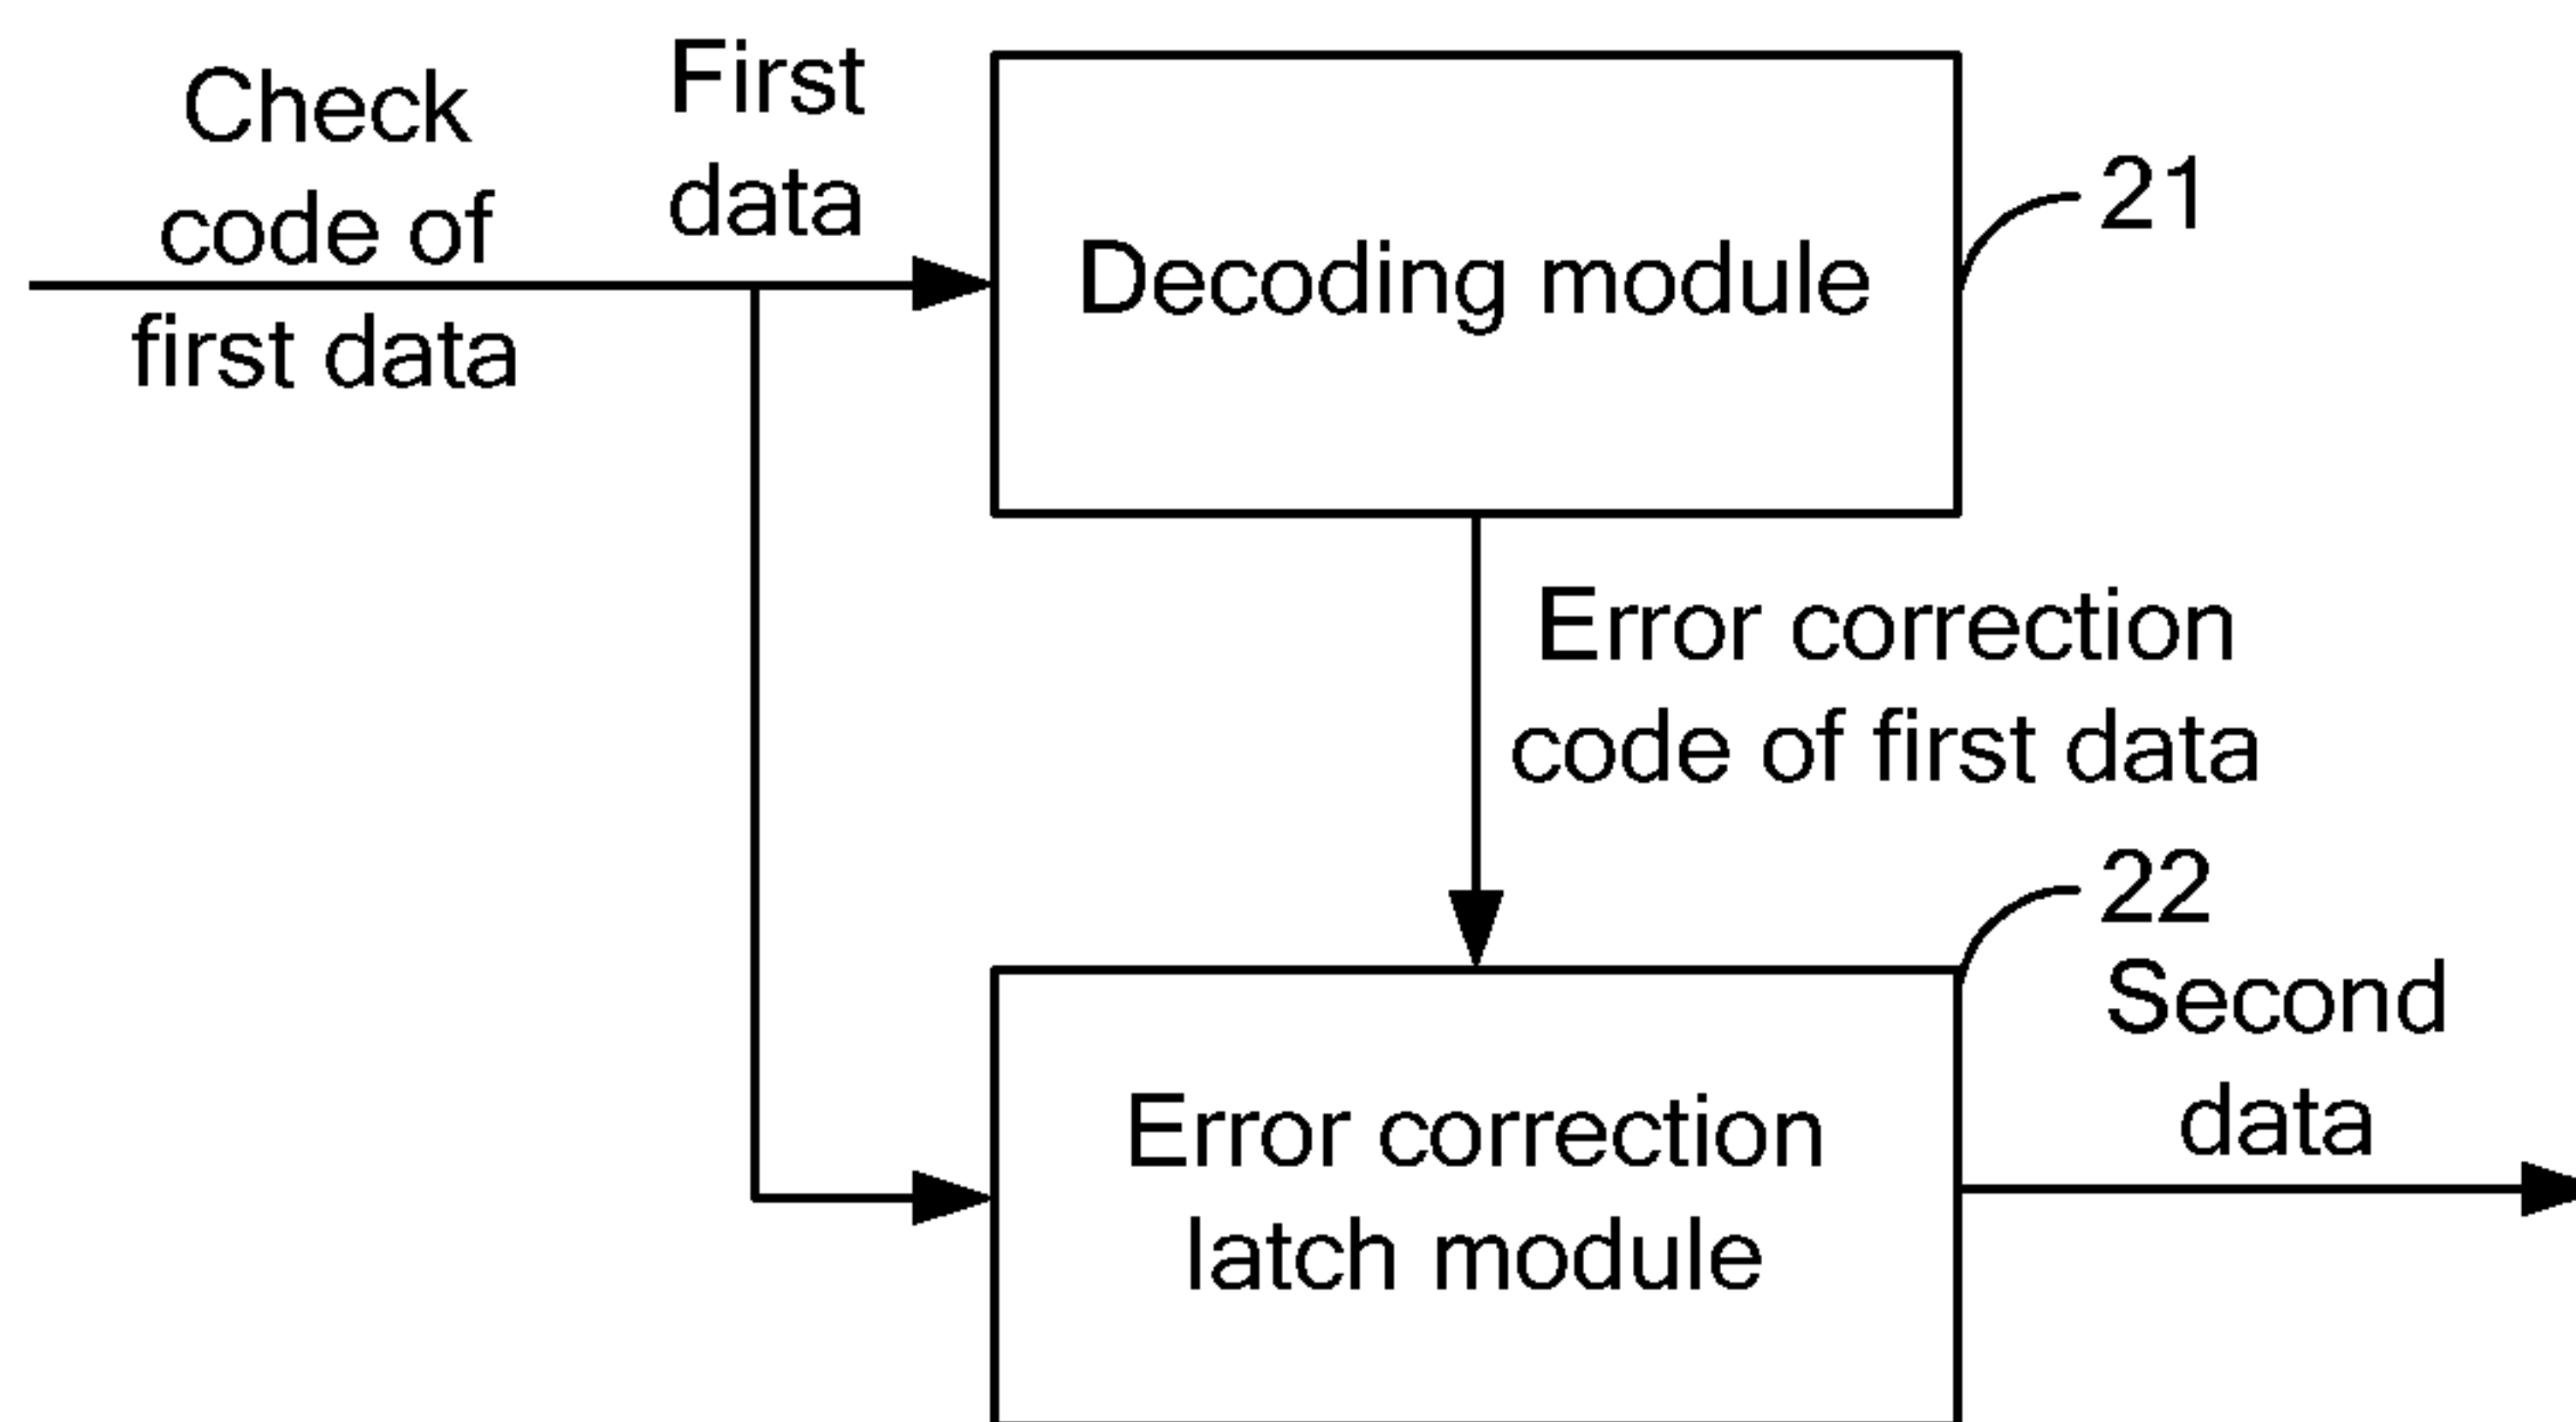 Check
code of
first data
First
data
Decoding module
21
Error correction
code of first data
22
Second
data
Error correction
latch module